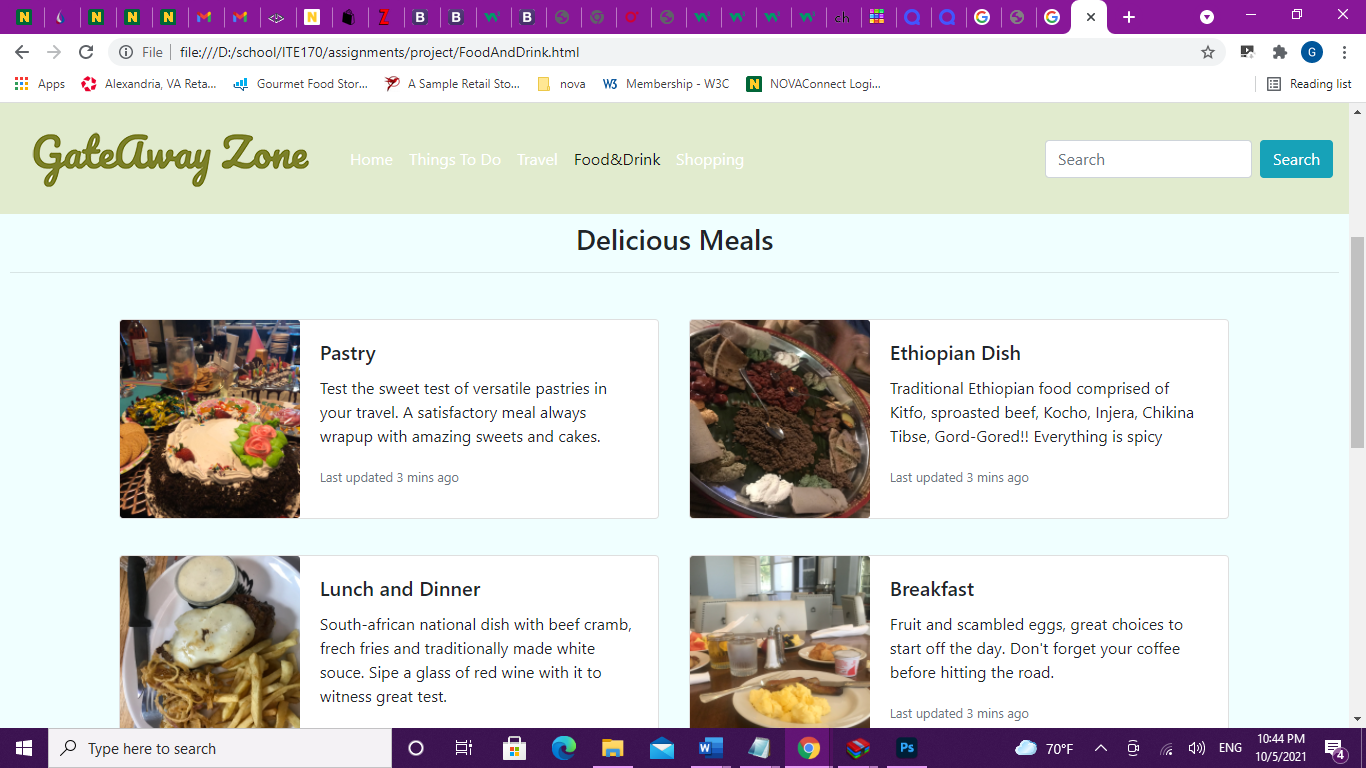 File
file:///D:/school/ITE170/assignments/project/FoodAndDrink.html
G
Apps
Alexandria, VA Reta...
Gourmet Food Stor...
A Sample Retail Sto...
nova
Membership - W3C
NOVAConnect Logi...
Reading list
GateAway Zone
Home Things To Do Travel Food&Drink Shopping
Search
Search
Delicious Meals
Pastry
Test the sweet test of versatile pastries in
your travel. A satisfactory meal always
wrapup with amazing sweets and cakes.
Last updated 3 mins ago
Ethiopian Dish
Traditional Ethiopian food comprised of
Kitfo, sproasted beef, Kocho, Injera, Chikina
Tibse, Gord-Gored!! Everything is spicy
Last updated 3 mins ago
Lunch and Dinner
South-african national dish with beef cramb,
frech fries and traditionally made white
souce. Sipe a glass of red wine with it to
witness great test.
Breakfast
Fruit and scambled eggs, great choices to
start off the day. Don't forget your coffee
before hitting the road.
Last updated 3 mins ago
Type here to search
70°F
ENG
10:44 PM
10/5/2021
4